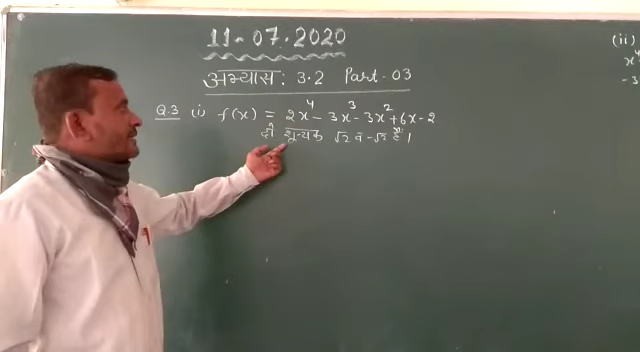 11-07-2020
अभ्यास: 3.2 Part-03
Q.3 (i) f(x) = 2x⁴ - 3x³ - 3x² + 6x - 2
दो शून्यक √2 व -√2 है।
(ii)
x⁴
-3